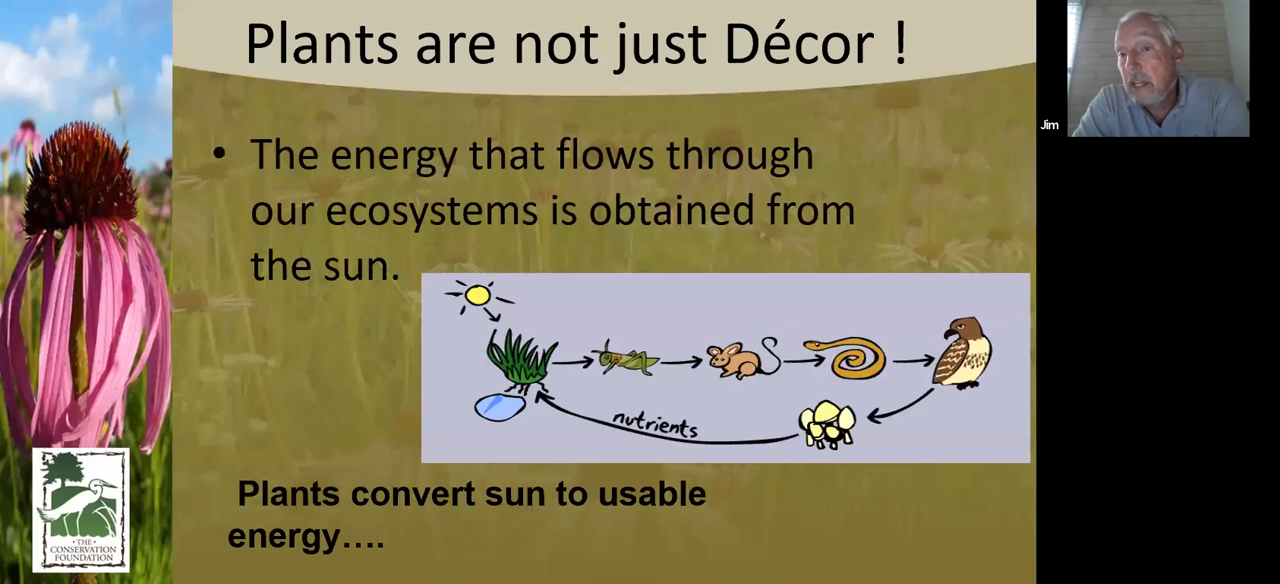 Plants are not just Décor !
• The energy that flows through
our ecosystems is obtained from
the sun.
nutrients
Plants convert sun to usable
energy….
• THE •
CONSERVATION
FOUNDATION
Jim